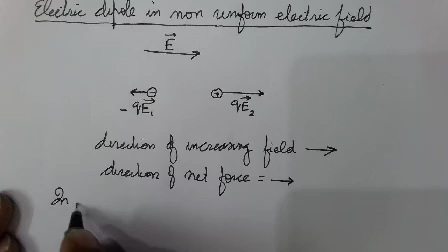 Electric dipole in non uniform electric field
E
- +
- qE1 qE2
direction of increasing field →
direction of net force = →
In